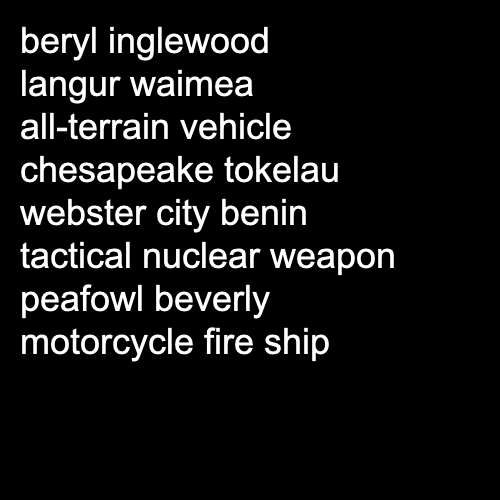 beryl inglewood
langur waimea
all-terrain vehicle
chesapeake tokelau
webster city benin
tactical nuclear weapon
peafowl beverly
motorcycle fire ship